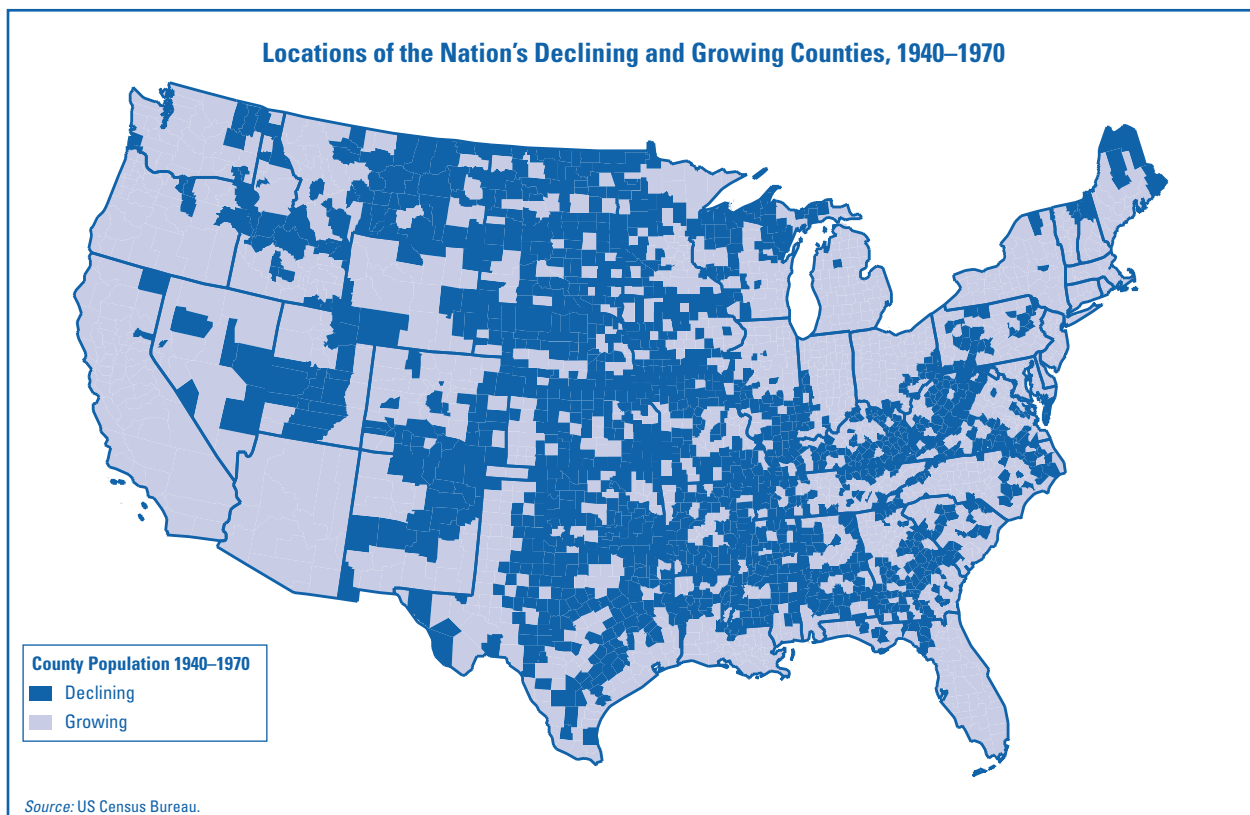 Locations of the Nation’s Declining and Growing Counties, 1940–1970
County Population 1940–1970
Declining
Growing
Source: US Census Bureau.